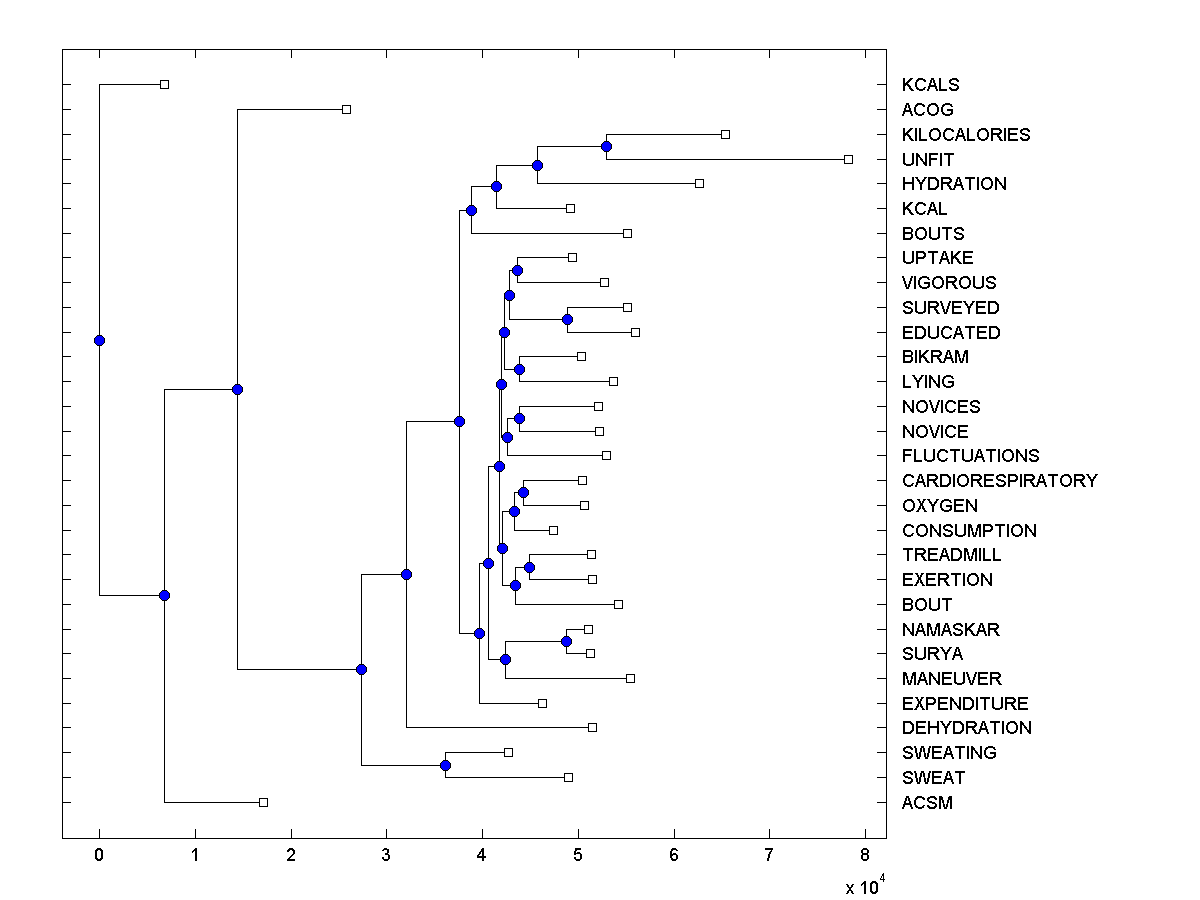 KCALS
ACOG
KILOCALORIES
UNFIT
HYDRATION
KCAL
BOUTS
UPTAKE
VIGOROUS
SURVEYED
EDUCATED
BIKRAM
LYING
NOVICES
NOVICE
FLUCTUATIONS
CARDIORESPIRATORY
OXYGEN
CONSUMPTION
TREADMILL
EXERTION
BOUT
NAMASKAR
SURYA
MANEUVER
EXPENDITURE
DEHYDRATION
SWEATING
SWEAT
ACSM
0 1 2 3 4 5 6 7 8
x 10^4